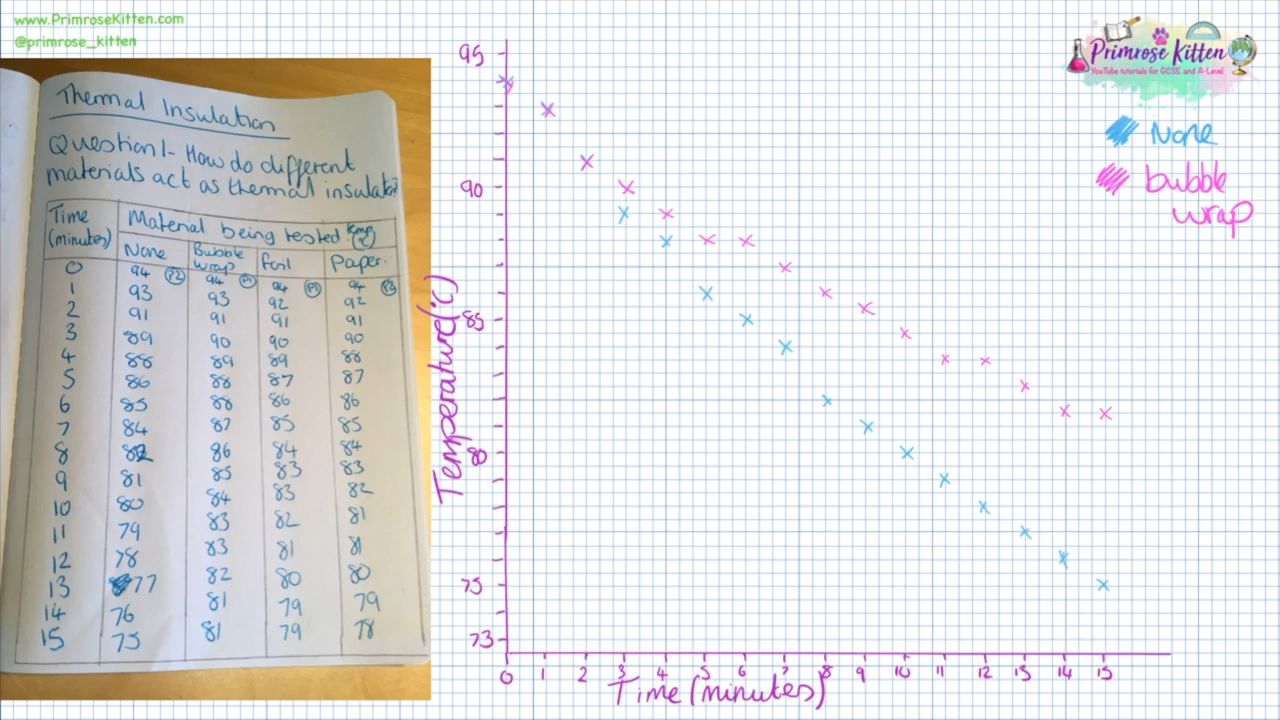 www.PrimroseKitten.com
@primrose_kitten
Thermal Insulation
Question 1 - How do different
materials act as thermal insulator?
Time (minutes) Material being tested temp (°C)
None Bubble wrap foil Paper.
0 94 P2 94 P1 94 P1 94 P2
1 93 93 92 92
2 91 91 91 91
3 89 90 90 90
4 88 89 89 88
5 86 88 87 87
6 85 88 86 86
7 84 87 85 85
8 82 86 84 84
9 81 85 83 83
10 80 84 83 82
11 79 83 82 81
12 78 83 81 81
13 77 82 80 80
14 76 81 79 79
15 75 81 79 78
Temperature (°C)
95
90
85
80
75
73
0 1 2 3 4 5 6 7 8 9 10 11 12 13 14 15
Time (minutes)
Primrose Kitten
YouTube tutorials for GCSE and A-Level
None
bubble
wrap